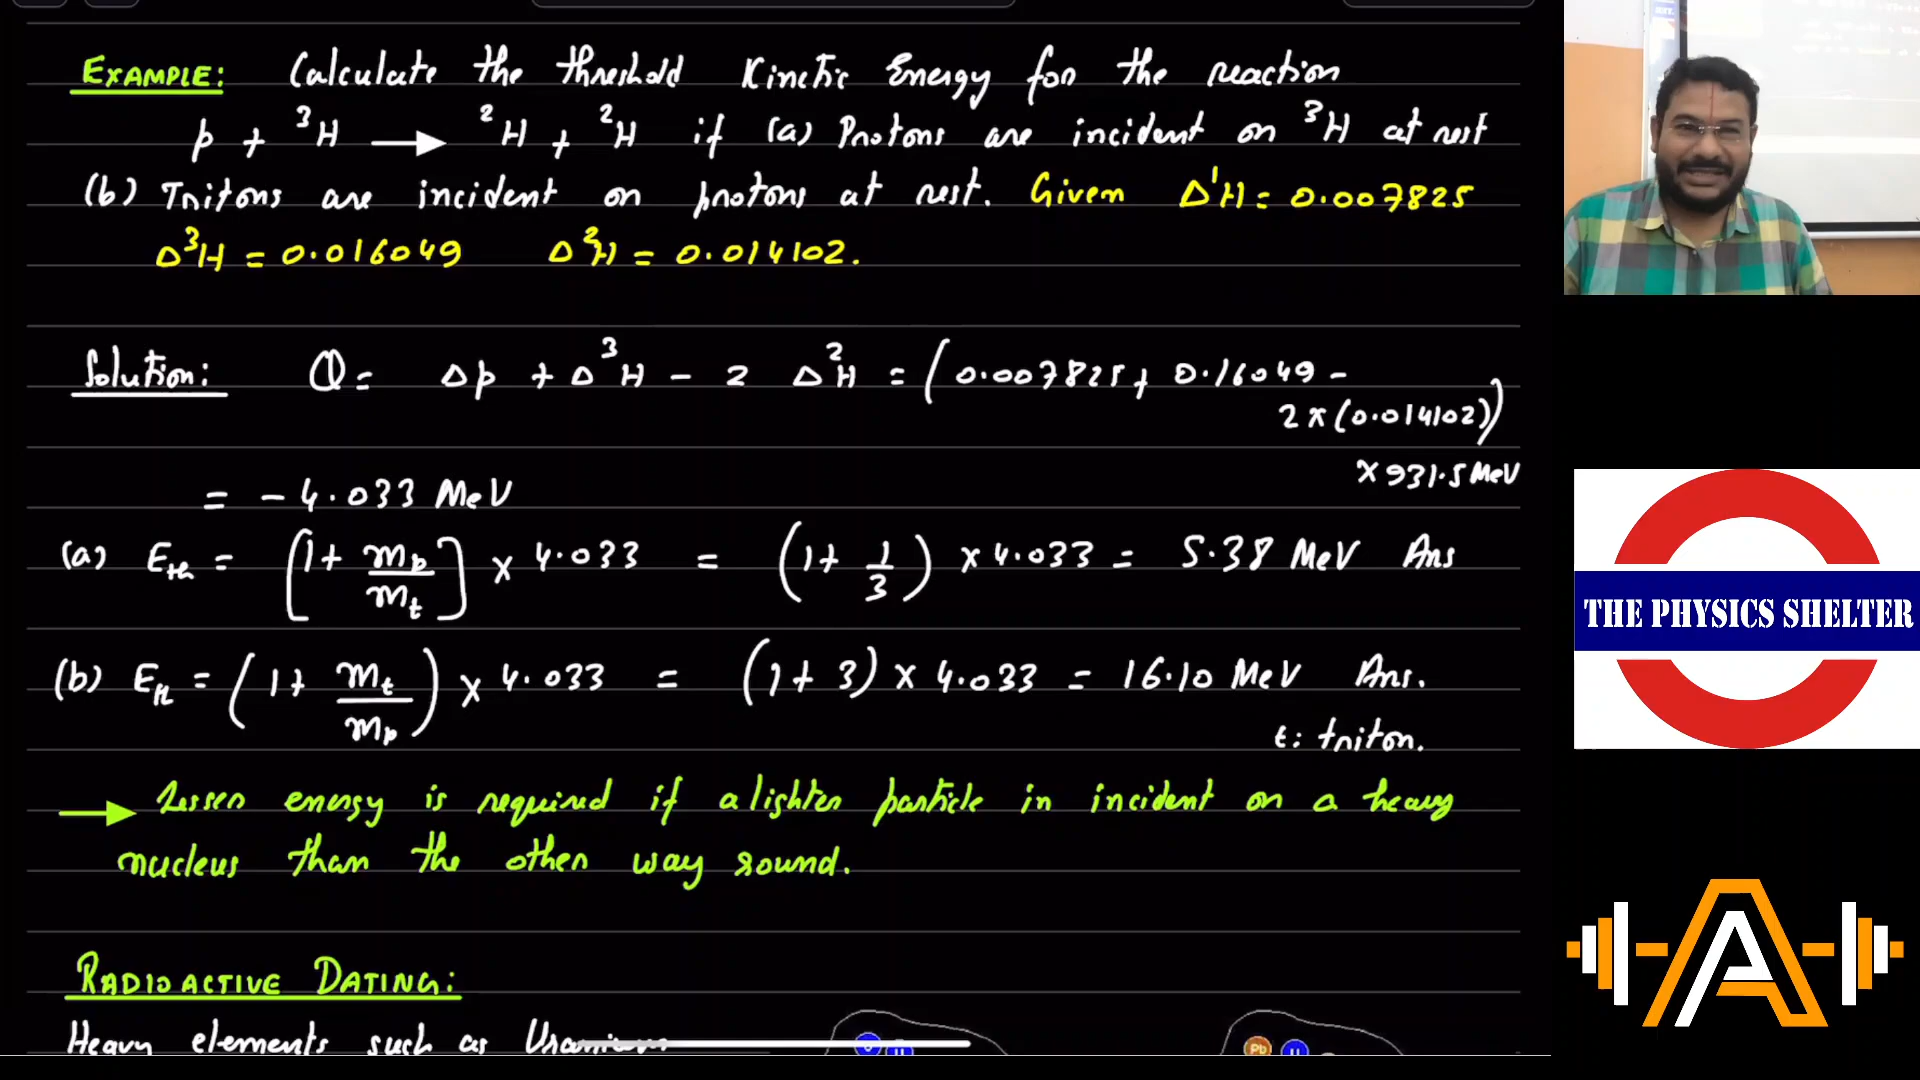 EXAMPLE: Calculate the threshold Kinetic Energy for the reaction
p + ³H ⟶ ²H + ²H if (a) Protons are incident on ³H at rest
(b) Tritons are incident on protons at rest. Given Δ¹H = 0.007825
Δ³H = 0.016049 Δ²H = 0.014102.
Solution: Q = Δp + Δ³H - 2 Δ²H = (0.007825 + 0.16049 -
2 × (0.014102))
× 931.5 MeV
= - 4.033 MeV
(a) Eth = [1 + mp/mt] × 4.033 = (1 + 1/3) × 4.033 = 5.38 MeV Ans
(b) Eth = (1 + mt/mp) × 4.033 = (1 + 3) × 4.033 = 16.10 MeV Ans.
t: triton.
→ Lesser energy is required if a lighter particle in incident on a heavy
nucleus than the other way round.
RADIOACTIVE DATING:
Heavy elements such as Uranium
Pb
THE PHYSICS SHELTER
A